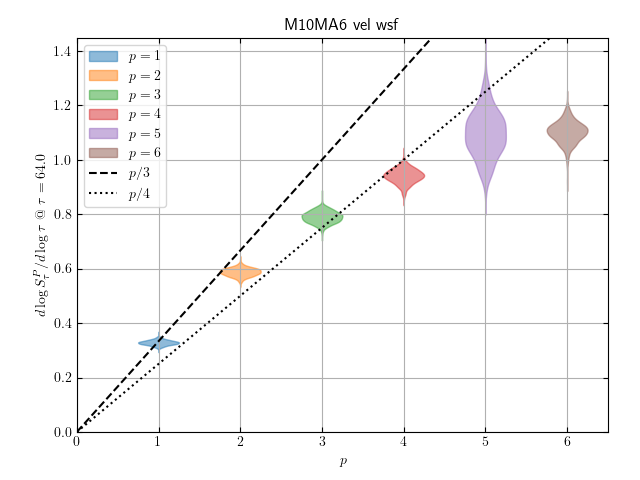 M10MA6 vel wsf
d log S_τ^P / d log τ @ τ = 64.0
1.4
1.2
1.0
0.8
0.6
0.4
0.2
0.0
p = 1
p = 2
p = 3
p = 4
p = 5
p = 6
p/3
p/4
0 1 2 3 4 5 6
p